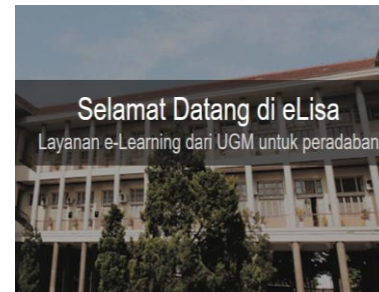 Selamat Datang di eLisa
Layanan e-Learning dari UGM untuk peradaban